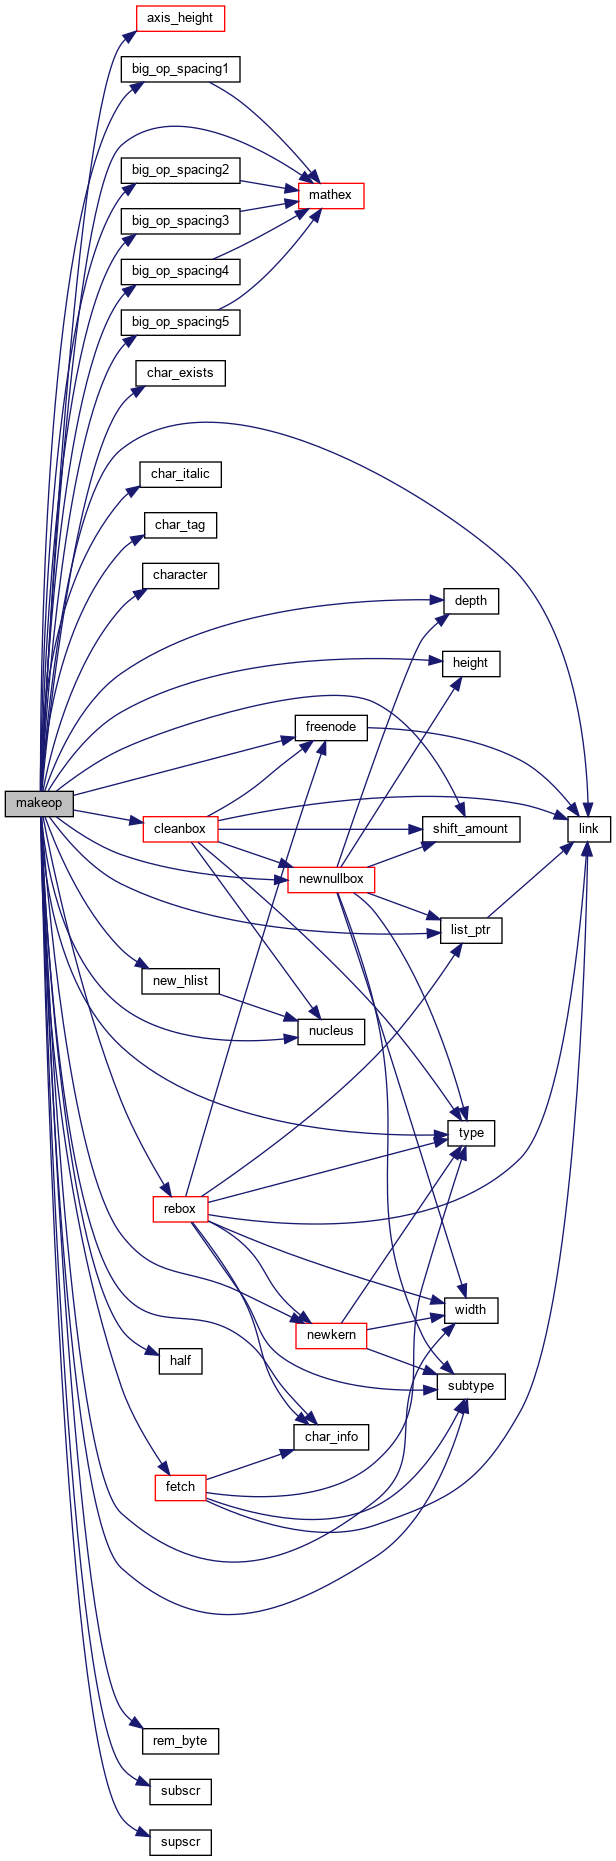 axis_height
big_op_spacing1
big_op_spacing2
mathex
big_op_spacing3
big_op_spacing4
big_op_spacing5
char_exists
char_italic
char_tag
character
depth
height
freenode
makeop
cleanbox
shift_amount
link
newnullbox
list_ptr
new_hlist
nucleus
type
rebox
width
newkern
half
subtype
char_info
fetch
rem_byte
subscr
supscr